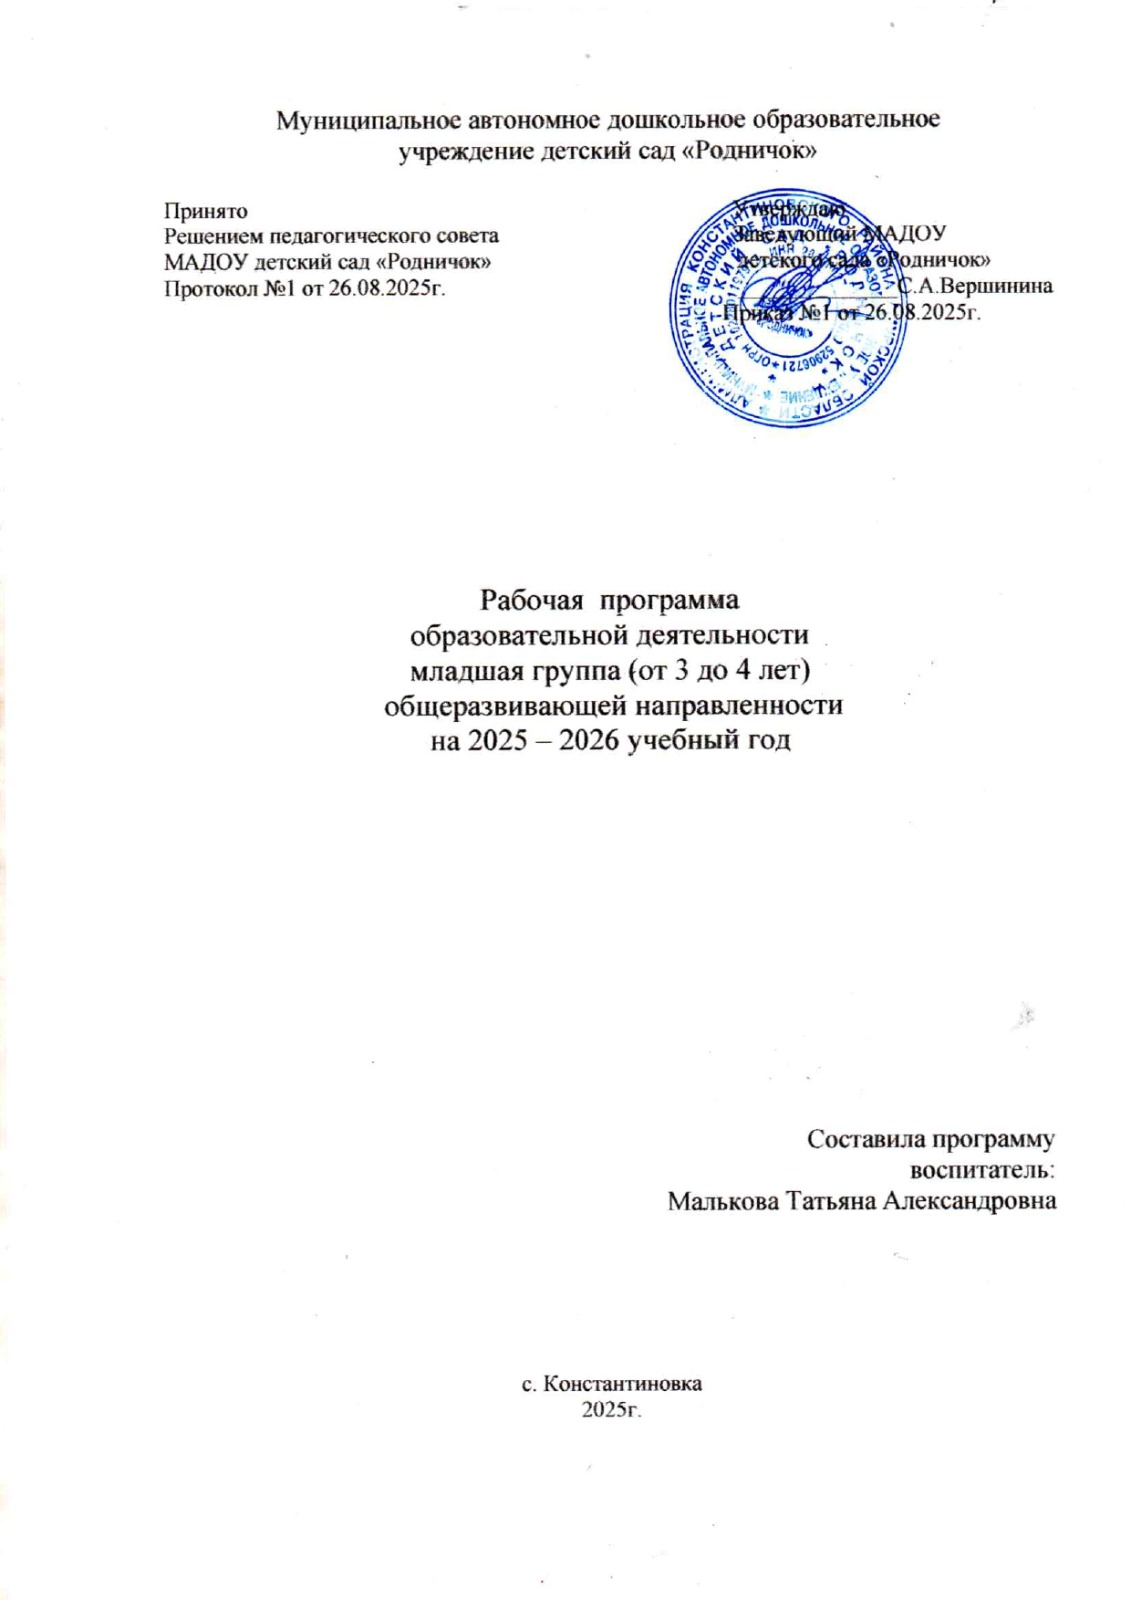 Муниципальное автономное дошкольное образовательное
учреждение детский сад «Родничок»
Принято
Решением педагогического совета
МАДОУ детский сад «Родничок»
Протокол №1 от 26.08.2025г.
Утверждаю
Заведующий МАДОУ
детского сада «Родничок»
С.А.Вершинина
Приказ №1 от 26.08.2025г.
Рабочая программа
образовательной деятельности
младшая группа (от 3 до 4 лет)
общеразвивающей направленности
на 2025 – 2026 учебный год
Составила программу
воспитатель:
Малькова Татьяна Александровна
с. Константиновка
2025г.